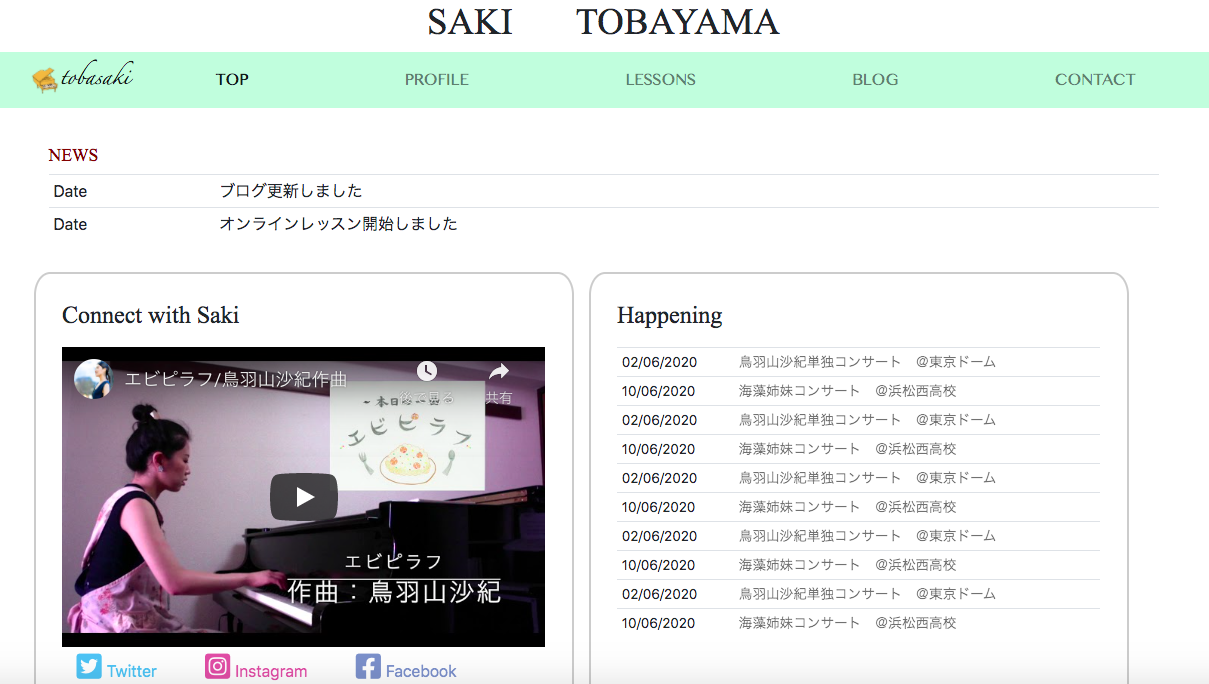 SAKI TOBAYAMA
tobasaki TOP PROFILE LESSONS BLOG CONTACT
NEWS
Date ブログ更新しました
Date オンラインレッスン開始しました
Connect with Saki
エビピラフ/鳥羽山沙紀作曲
後で見る 共有
エビピラフ
エビピラフ
作曲：鳥羽山沙紀
Twitter Instagram Facebook
Happening
02/06/2020 鳥羽山沙紀単独コンサート @東京ドーム
10/06/2020 海藻姉妹コンサート @浜松西高校
02/06/2020 鳥羽山沙紀単独コンサート @東京ドーム
10/06/2020 海藻姉妹コンサート @浜松西高校
02/06/2020 鳥羽山沙紀単独コンサート @東京ドーム
10/06/2020 海藻姉妹コンサート @浜松西高校
02/06/2020 鳥羽山沙紀単独コンサート @東京ドーム
10/06/2020 海藻姉妹コンサート @浜松西高校
02/06/2020 鳥羽山沙紀単独コンサート @東京ドーム
10/06/2020 海藻姉妹コンサート @浜松西高校